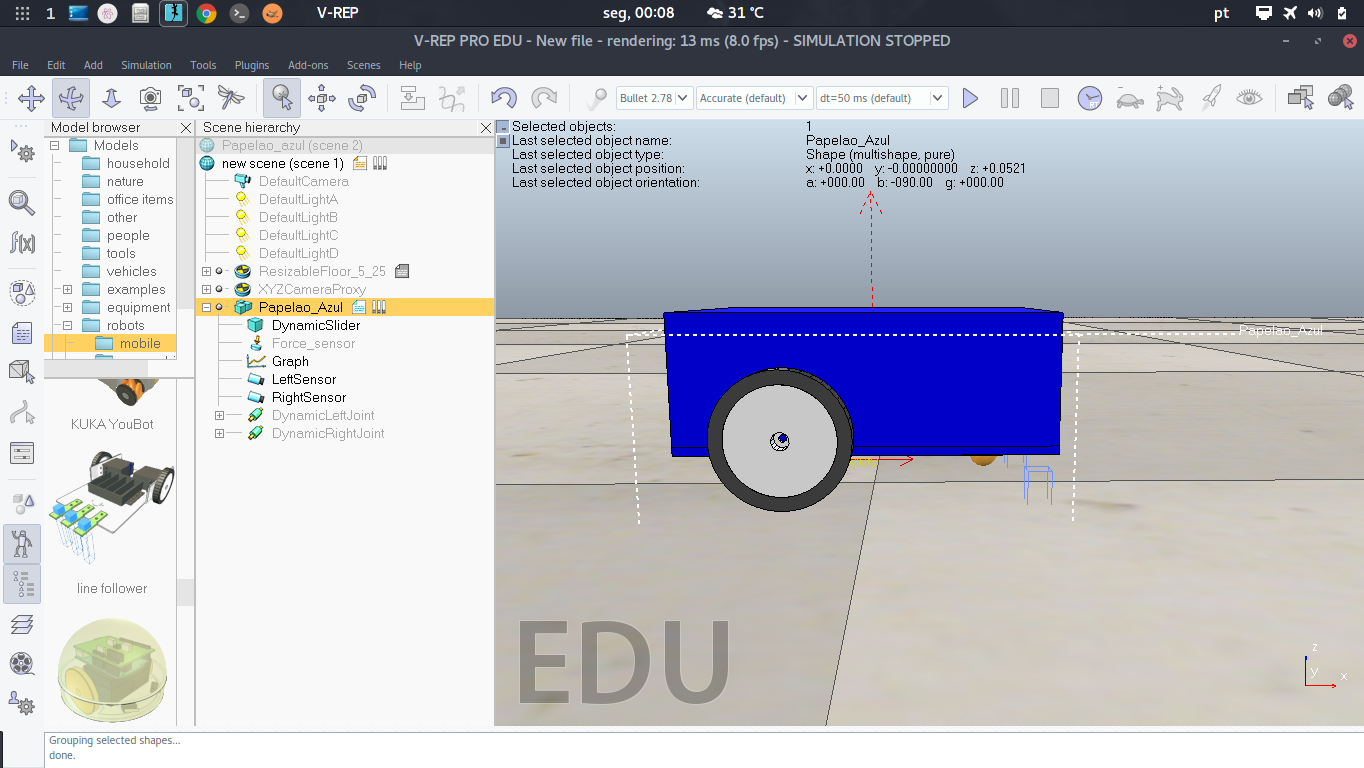 1
V-REP
seg, 00:08
31 °C
pt
V-REP PRO EDU - New file - rendering: 13 ms (8.0 fps) - SIMULATION STOPPED
File Edit Add Simulation Tools Plugins Add-ons Scenes Help
Bullet 2.78
Accurate (default)
dt=50 ms (default)
f(x)
Model browser
Models
household
nature
office items
other
people
tools
vehicles
examples
equipment
robots
mobile
KUKA YouBot
line follower
Scene hierarchy
Papelao_azul (scene 2)
new scene (scene 1)
DefaultCamera
DefaultLightA
DefaultLightB
DefaultLightC
DefaultLightD
ResizableFloor_5_25
XYZCameraProxy
Papelao_Azul
DynamicSlider
Force_sensor
Graph
LeftSensor
RightSensor
DynamicLeftJoint
DynamicRightJoint
Selected objects: 1
Last selected object name: Papelao_Azul
Last selected object type: Shape (multishape, pure)
Last selected object position: x: +0.0000 y: -0.00000000 z: +0.0521
Last selected object orientation: a: +000.00 b: -090.00 g: +000.00
Papelao_Azul
EDU
z
y
x
Grouping selected shapes...
done.